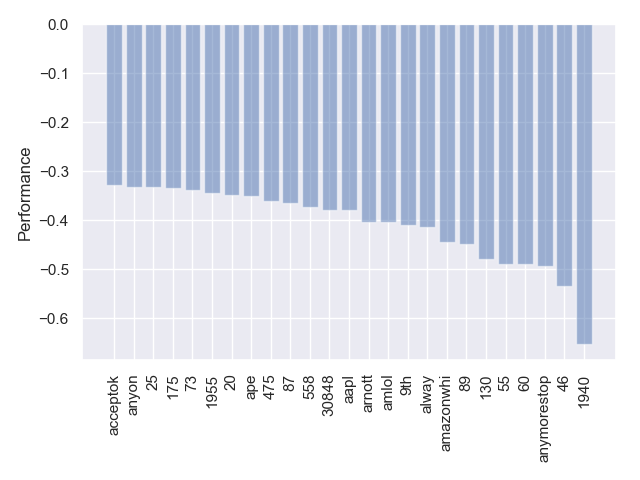 0.0
−0.1
−0.2
−0.3
−0.4
−0.5
−0.6
Performance
acceptok
anyon
25
175
73
1955
20
ape
475
87
558
30848
aapl
arnott
amlol
9th
alway
amazonwhi
89
130
55
60
anymorestop
46
1940